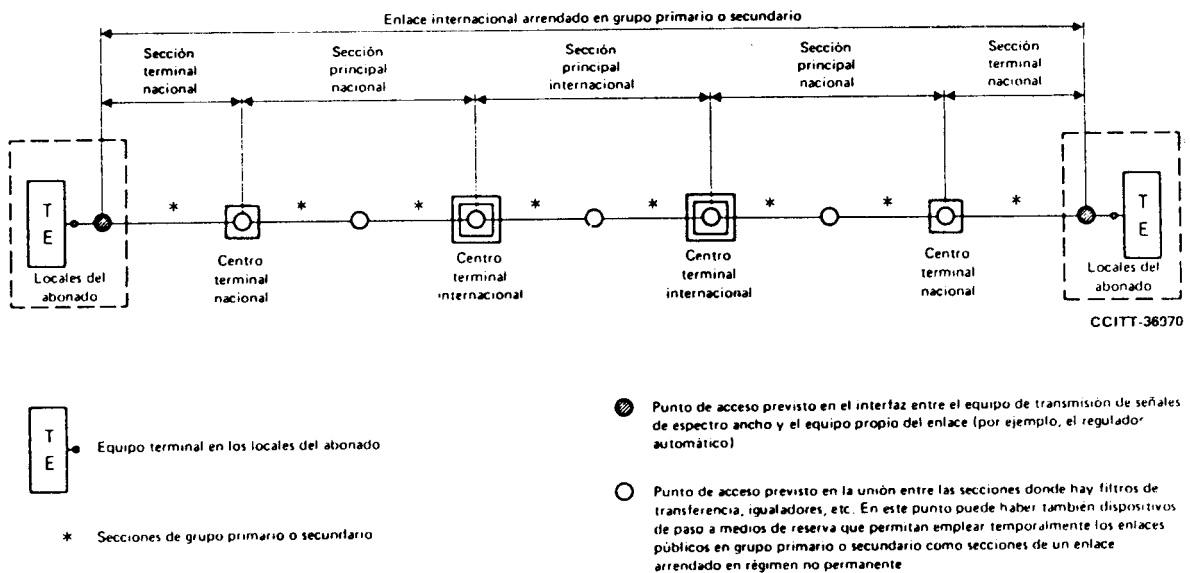 Enlace internacional arrendado en grupo primario o secundario
Sección
terminal
nacional
Sección
principal
nacional
Sección
principal
internacional
Sección
principal
nacional
Sección
terminal
nacional
T
E
Locales del
abonado
*
*
*
*
*
*
*
*
Centro
terminal
nacional
Centro
terminal
internacional
Centro
terminal
internacional
Centro
terminal
nacional
T
E
Locales del
abonado
CCITT-36970
T
E
Equipo terminal en los locales del abonado
* Secciones de grupo primario o secundario
Punto de acceso previsto en el interfaz entre el equipo de transmisión de señales
de espectro ancho y el equipo propio del enlace (por ejemplo, el regulador
automático)
Punto de acceso previsto en la unión entre las secciones donde hay filtros de
transferencia, igualadores, etc. En este punto puede haber también dispositivos
de paso a medios de reserva que permitan emplear temporalmente los enlaces
públicos en grupo primario o secundario como secciones de un enlace
arrendado en régimen no permanente